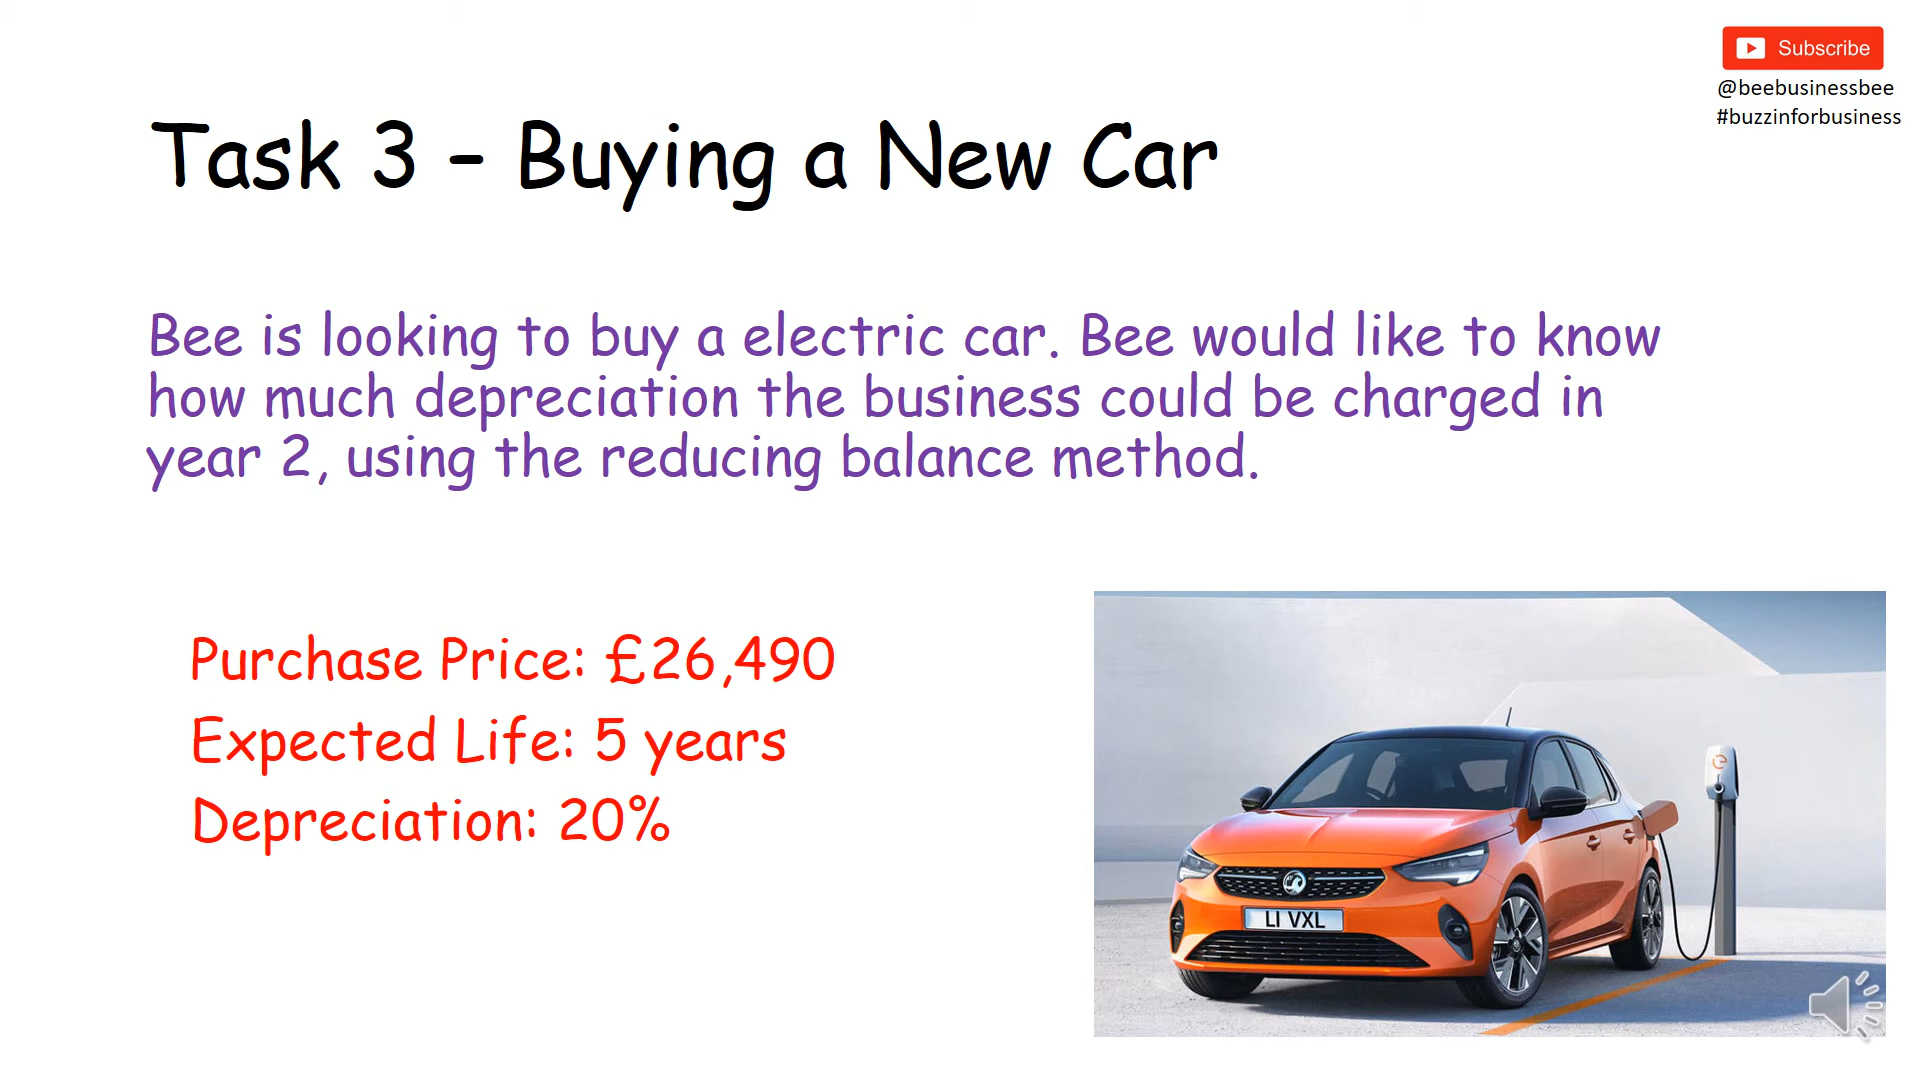 Subscribe
@beebusinessbee
#buzzinforbusiness
Task 3 – Buying a New Car
Bee is looking to buy a electric car. Bee would like to know
how much depreciation the business could be charged in
year 2, using the reducing balance method.
Purchase Price: £26,490
Expected Life: 5 years
Depreciation: 20%
e
LI VXL